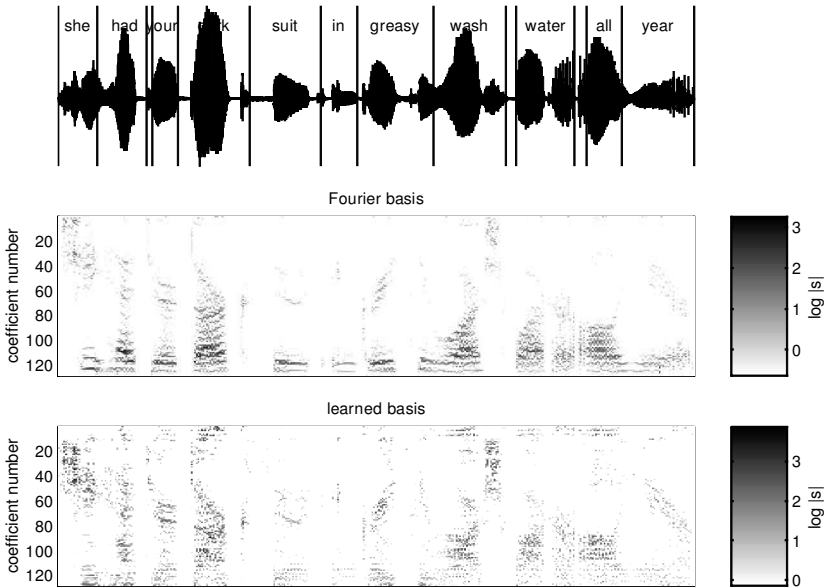 she had your suit in greasy wash water all year
Fourier basis
coefficient number
20
40
60
80
100
120
3
2
1
0
log |s|
learned basis
coefficient number
20
40
60
80
100
120
3
2
1
0
log |s|